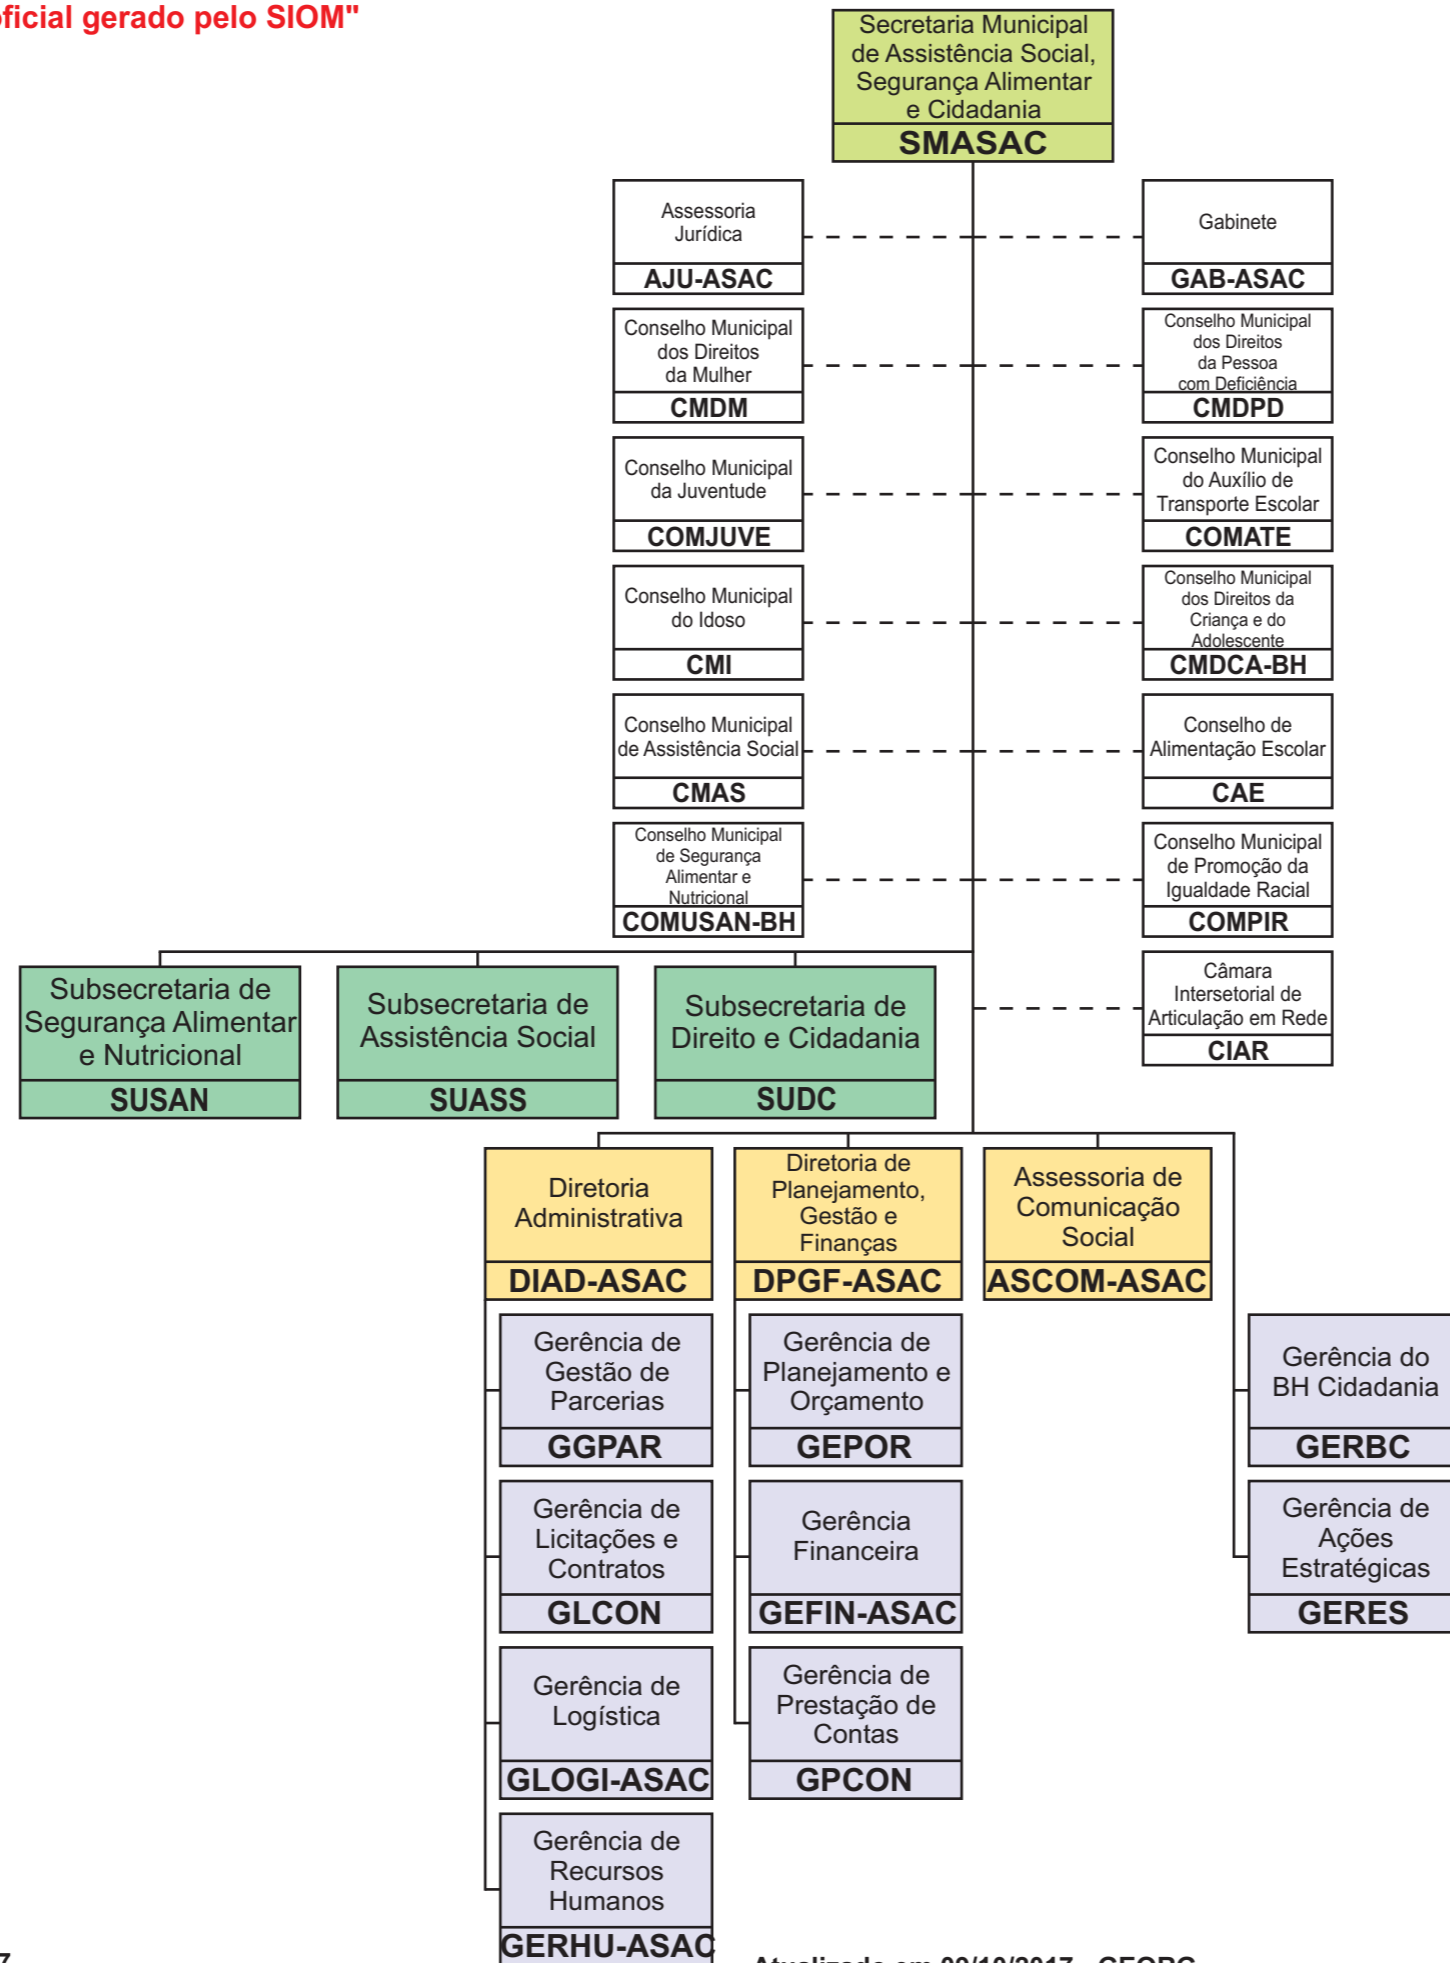 oficial gerado pelo SIOM"
Secretaria Municipal
de Assistência Social,
Segurança Alimentar
e Cidadania
SMASAC
Assessoria
Jurídica
AJU-ASAC
Gabinete
GAB-ASAC
Conselho Municipal
dos Direitos
da Mulher
CMDM
Conselho Municipal
dos Direitos
da Pessoa
com Deficiência
CMDPD
Conselho Municipal
da Juventude
COMJUVE
Conselho Municipal
do Auxílio de
Transporte Escolar
COMATE
Conselho Municipal
do Idoso
CMI
Conselho Municipal
dos Direitos da
Criança e do
Adolescente
CMDCA-BH
Conselho Municipal
de Assistência Social
CMAS
Conselho de
Alimentação Escolar
CAE
Conselho Municipal
de Segurança
Alimentar e
Nutricional
COMUSAN-BH
Conselho Municipal
de Promoção da
Igualdade Racial
COMPIR
Subsecretaria de
Segurança Alimentar
e Nutricional
SUSAN
Subsecretaria de
Assistência Social
SUASS
Subsecretaria de
Direito e Cidadania
SUDC
Câmara
Intersetorial de
Articulação em Rede
CIAR
Diretoria
Administrativa
DIAD-ASAC
Diretoria de
Planejamento,
Gestão e
Finanças
DPGF-ASAC
Assessoria de
Comunicação
Social
ASCOM-ASAC
Gerência de
Gestão de
Parcerias
GGPAR
Gerência de
Planejamento e
Orçamento
GEPOR
Gerência do
BH Cidadania
GERBC
Gerência de
Licitações e
Contratos
GLCON
Gerência
Financeira
GEFIN-ASAC
Gerência de
Ações
Estratégicas
GERES
Gerência de
Logística
GLOGI-ASAC
Gerência de
Prestação de
Contas
GPCON
Gerência de
Recursos
Humanos
GERHU-ASAC
7
Atualizado em 09/10/2017 - GEORG